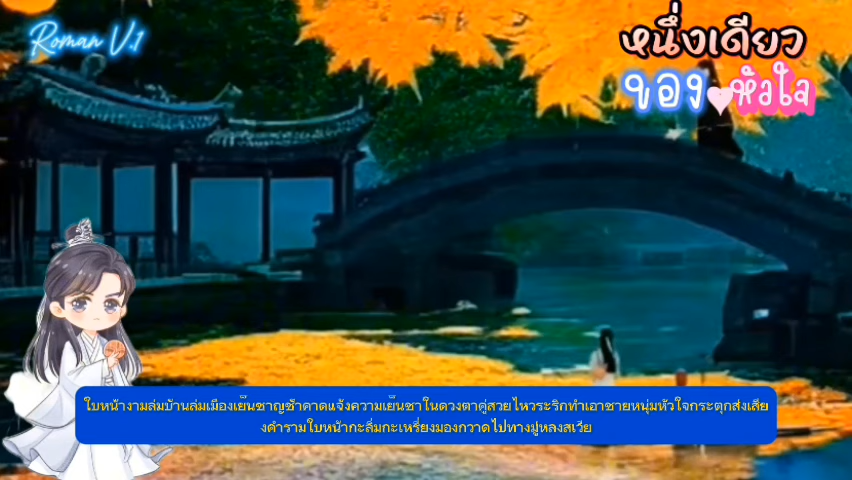 Roman V.1
หนึ่งเดียว
ของ หัวใจ
ใบหน้างามล่มบ้านล่มเมืองเย็นชาญช้าคาดแจ้งความเย็นชาในดวงตาคู่สวยไหวระริกทำเอาชายหนุ่มหัวใจกระตุกส่งเสีย
งคำรามใบหน้ากะลิ่มกะเหรี่ยงมองกวาดไปทางฝูหลงสเวีย